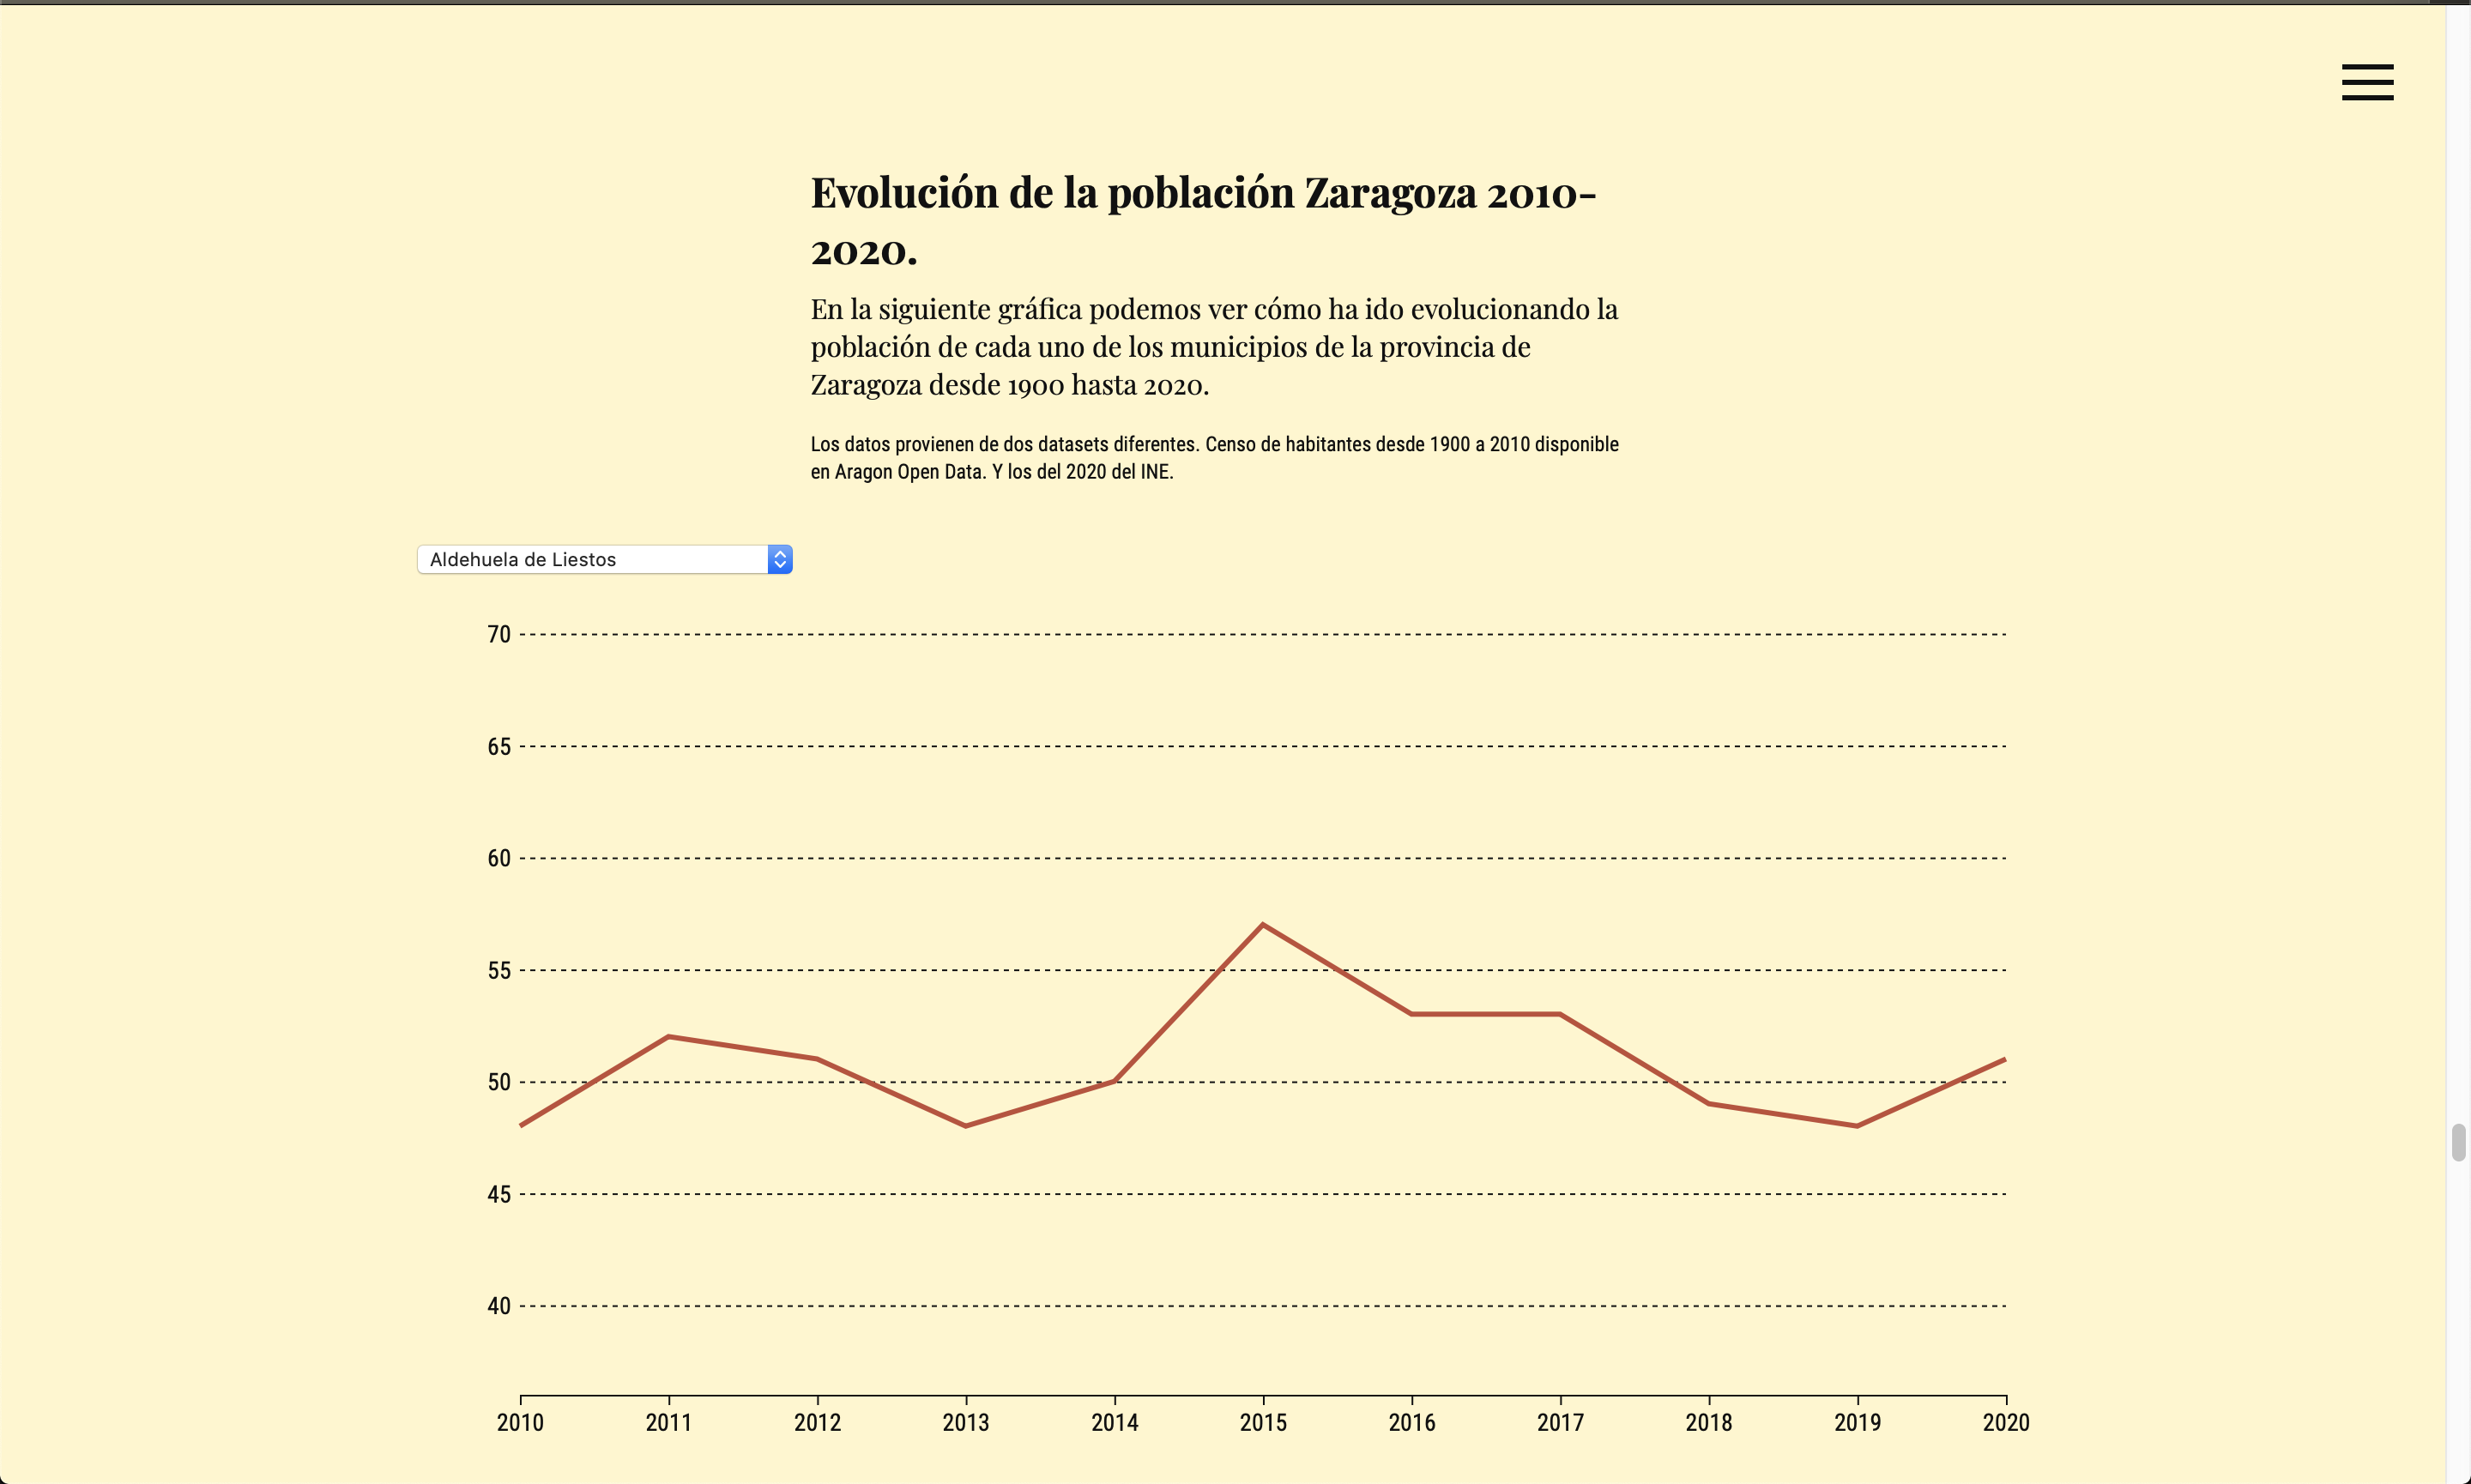 Evolución de la población Zaragoza 2010-
2020.
En la siguiente gráfica podemos ver cómo ha ido evolucionando la
población de cada uno de los municipios de la provincia de
Zaragoza desde 1900 hasta 2020.
Los datos provienen de dos datasets diferentes. Censo de habitantes desde 1900 a 2010 disponible
en Aragon Open Data. Y los del 2020 del INE.
Aldehuela de Liestos
70
65
60
55
50
45
40
2010 2011 2012 2013 2014 2015 2016 2017 2018 2019 2020